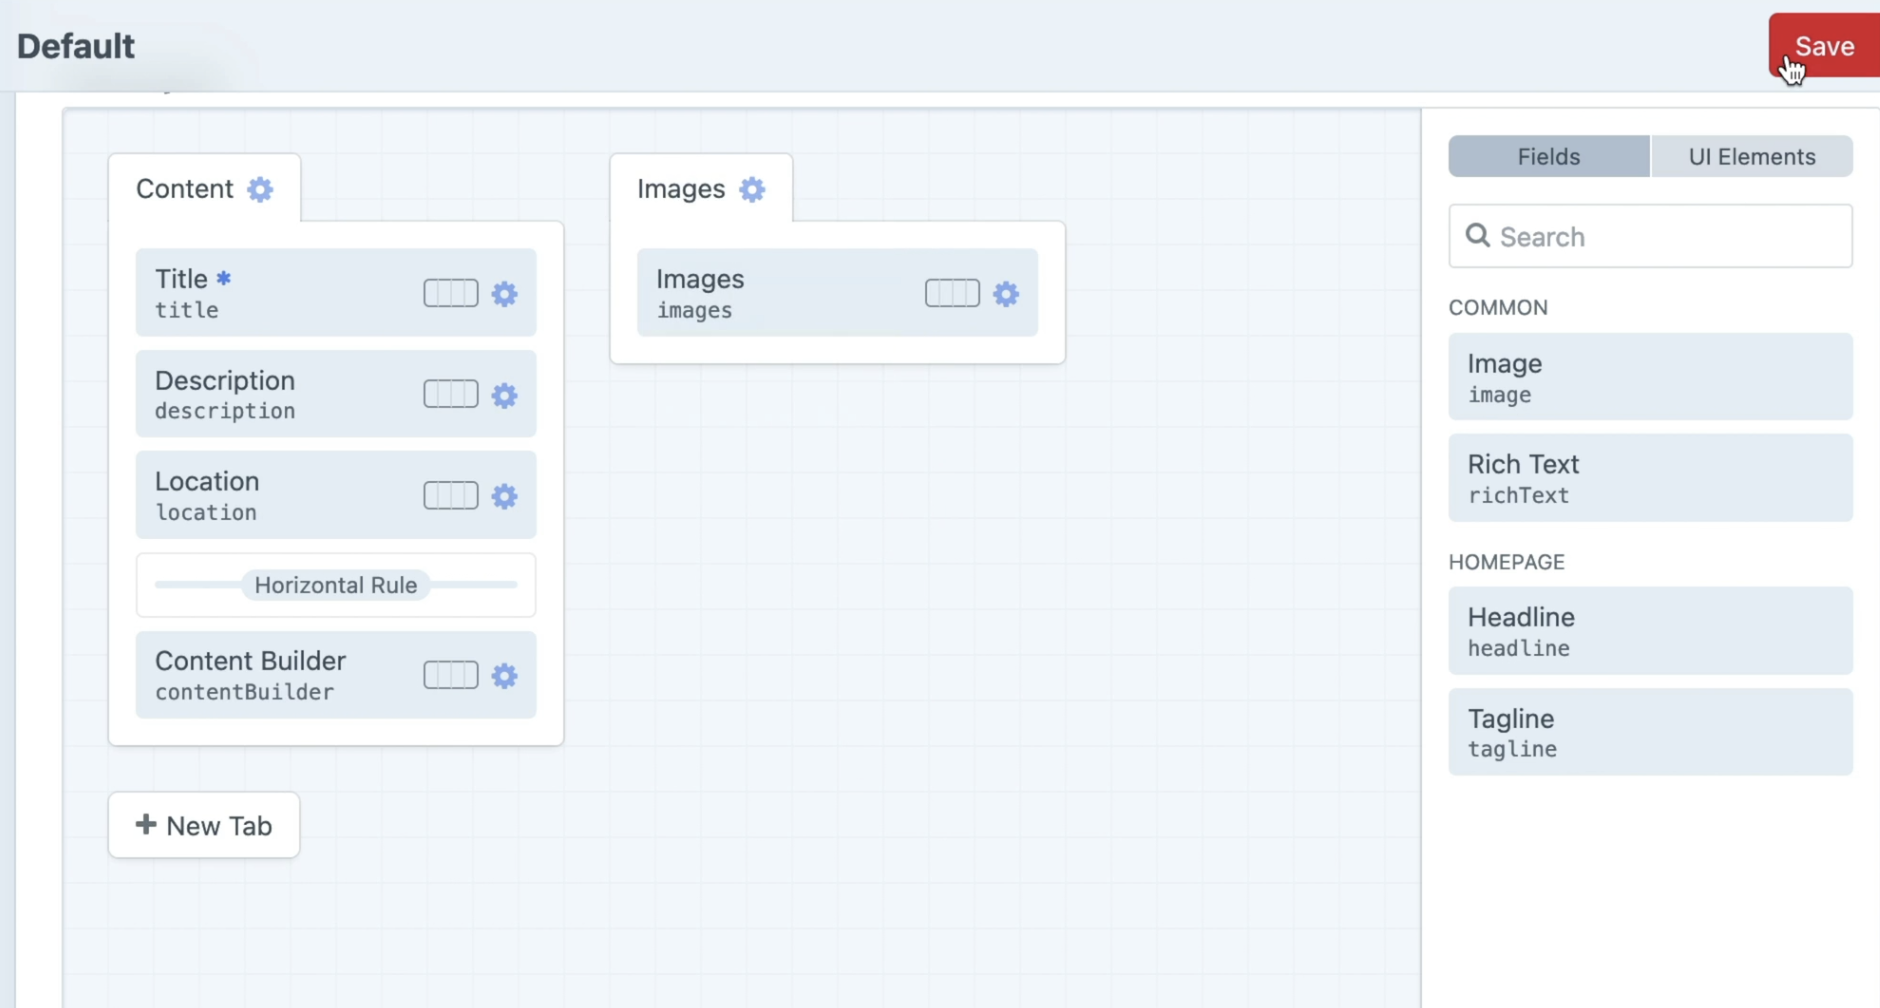 Default
Save
Content
Title *
title
Description
description
Location
location
Horizontal Rule
Content Builder
contentBuilder
+ New Tab
Images
Images
images
Fields
UI Elements
Search
COMMON
Image
image
Rich Text
richText
HOMEPAGE
Headline
headline
Tagline
tagline